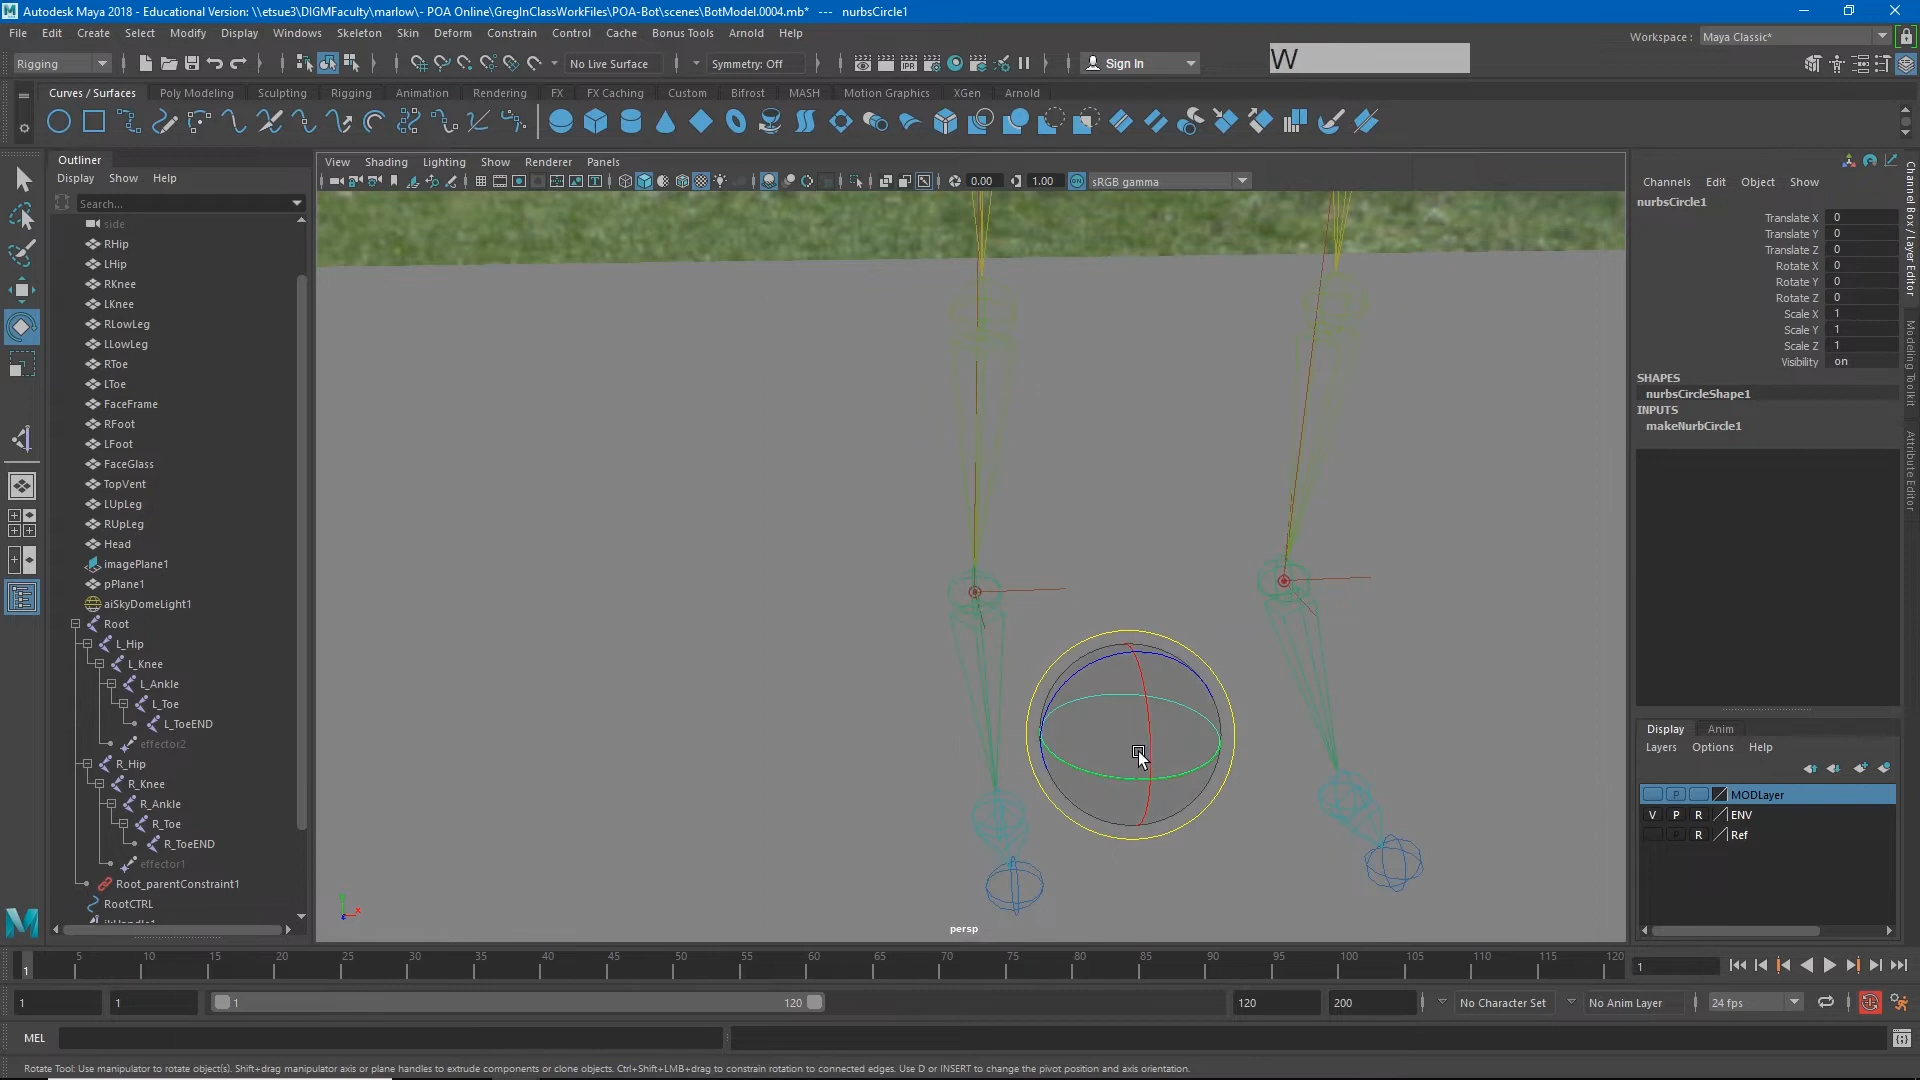 Autodesk Maya 2018 - Educational Version: \\etsue3\DIGMFaculty\marlow\- POA Online\GregInClassWorkFiles\POA-Bot\scenes\BotModel.0004.mb* --- nurbsCircle1
File Edit Create Select Modify Display Windows Skeleton Skin Deform Constrain Control Cache Bonus Tools Arnold Help
Workspace : Maya Classic*
Rigging No Live Surface Symmetry: Off Sign In W
Curves / Surfaces Poly Modeling Sculpting Rigging Animation Rendering FX FX Caching Custom Bifrost MASH Motion Graphics XGen Arnold
Outliner
Display Show Help
Search...
side
RHip
LHip
RKnee
LKnee
RLowLeg
LLowLeg
RToe
LToe
FaceFrame
RFoot
LFoot
FaceGlass
TopVent
LUpLeg
RUpLeg
Head
imagePlane1
pPlane1
aiSkyDomeLight1
Root
L_Hip
L_Knee
L_Ankle
L_Toe
L_ToeEND
effector2
R_Hip
R_Knee
R_Ankle
R_Toe
R_ToeEND
effector1
Root_parentConstraint1
RootCTRL
View Shading Lighting Show Renderer Panels
IPR
0.00 1.00 ON sRGB gamma
persp
Channels Edit Object Show
nurbsCircle1
Translate X 0
Translate Y 0
Translate Z 0
Rotate X 0
Rotate Y 0
Rotate Z 0
Scale X 1
Scale Y 1
Scale Z 1
Visibility on
SHAPES
nurbsCircleShape1
INPUTS
makeNurbCircle1
Channel Box / Layer Editor
Modeling Toolkit
Attribute Editor
Display Anim
Layers Options Help
P MODLayer
V P R ENV
P R Ref
5 10 15 20 25 30 35 40 45 50 55 60 65 70 75 80 85 90 95 100 105 110 115 120
1 1
1 1 1 120 120 200 No Character Set No Anim Layer 24 fps
MEL
Rotate Tool: Use manipulator to rotate object(s). Shift+drag manipulator axis or plane handles to extrude components or clone objects. Ctrl+Shift+LMB+drag to constrain rotation to connected edges. Use D or INSERT to change the pivot position and axis orientation.